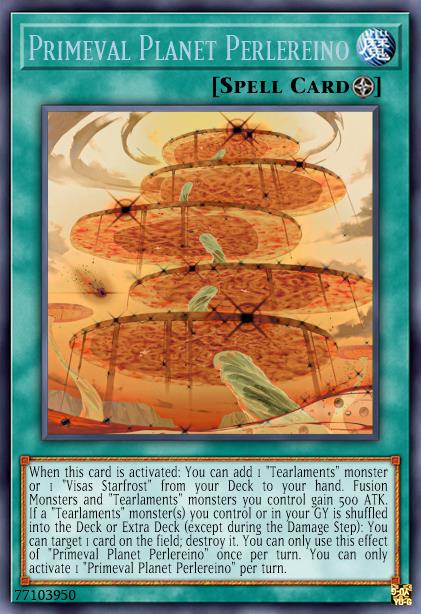 PRIMEVAL PLANET PERLEREINO
魔
[SPELL CARD]
When this card is activated: You can add 1 "Tearlaments" monster
or 1 "Visas Starfrost" from your Deck to your hand. Fusion
Monsters and "Tearlaments" monsters you control gain 500 ATK.
If a "Tearlaments" monster(s) you control or in your GY is shuffled
into the Deck or Extra Deck (except during the Damage Step): You
can target 1 card on the field; destroy it. You can only use this effect
of "Primeval Planet Perlereino" once per turn. You can only
activate 1 "Primeval Planet Perlereino" per turn.
77103950